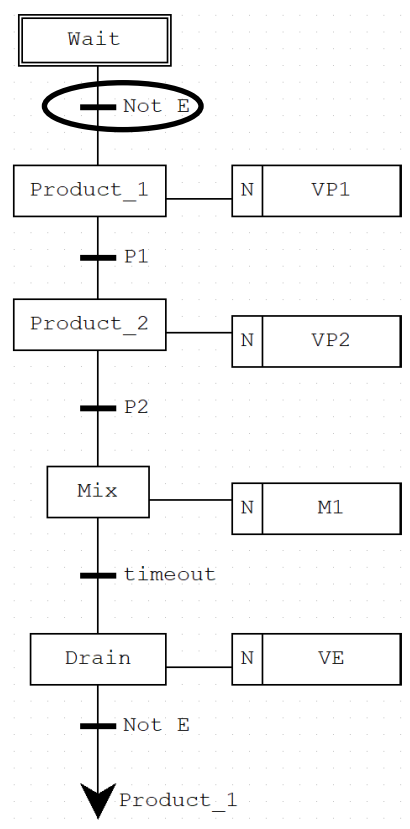 Wait
Not E
Product_1
N VP1
P1
Product_2
N VP2
P2
Mix
N M1
timeout
Drain
N VE
Not E
Product_1